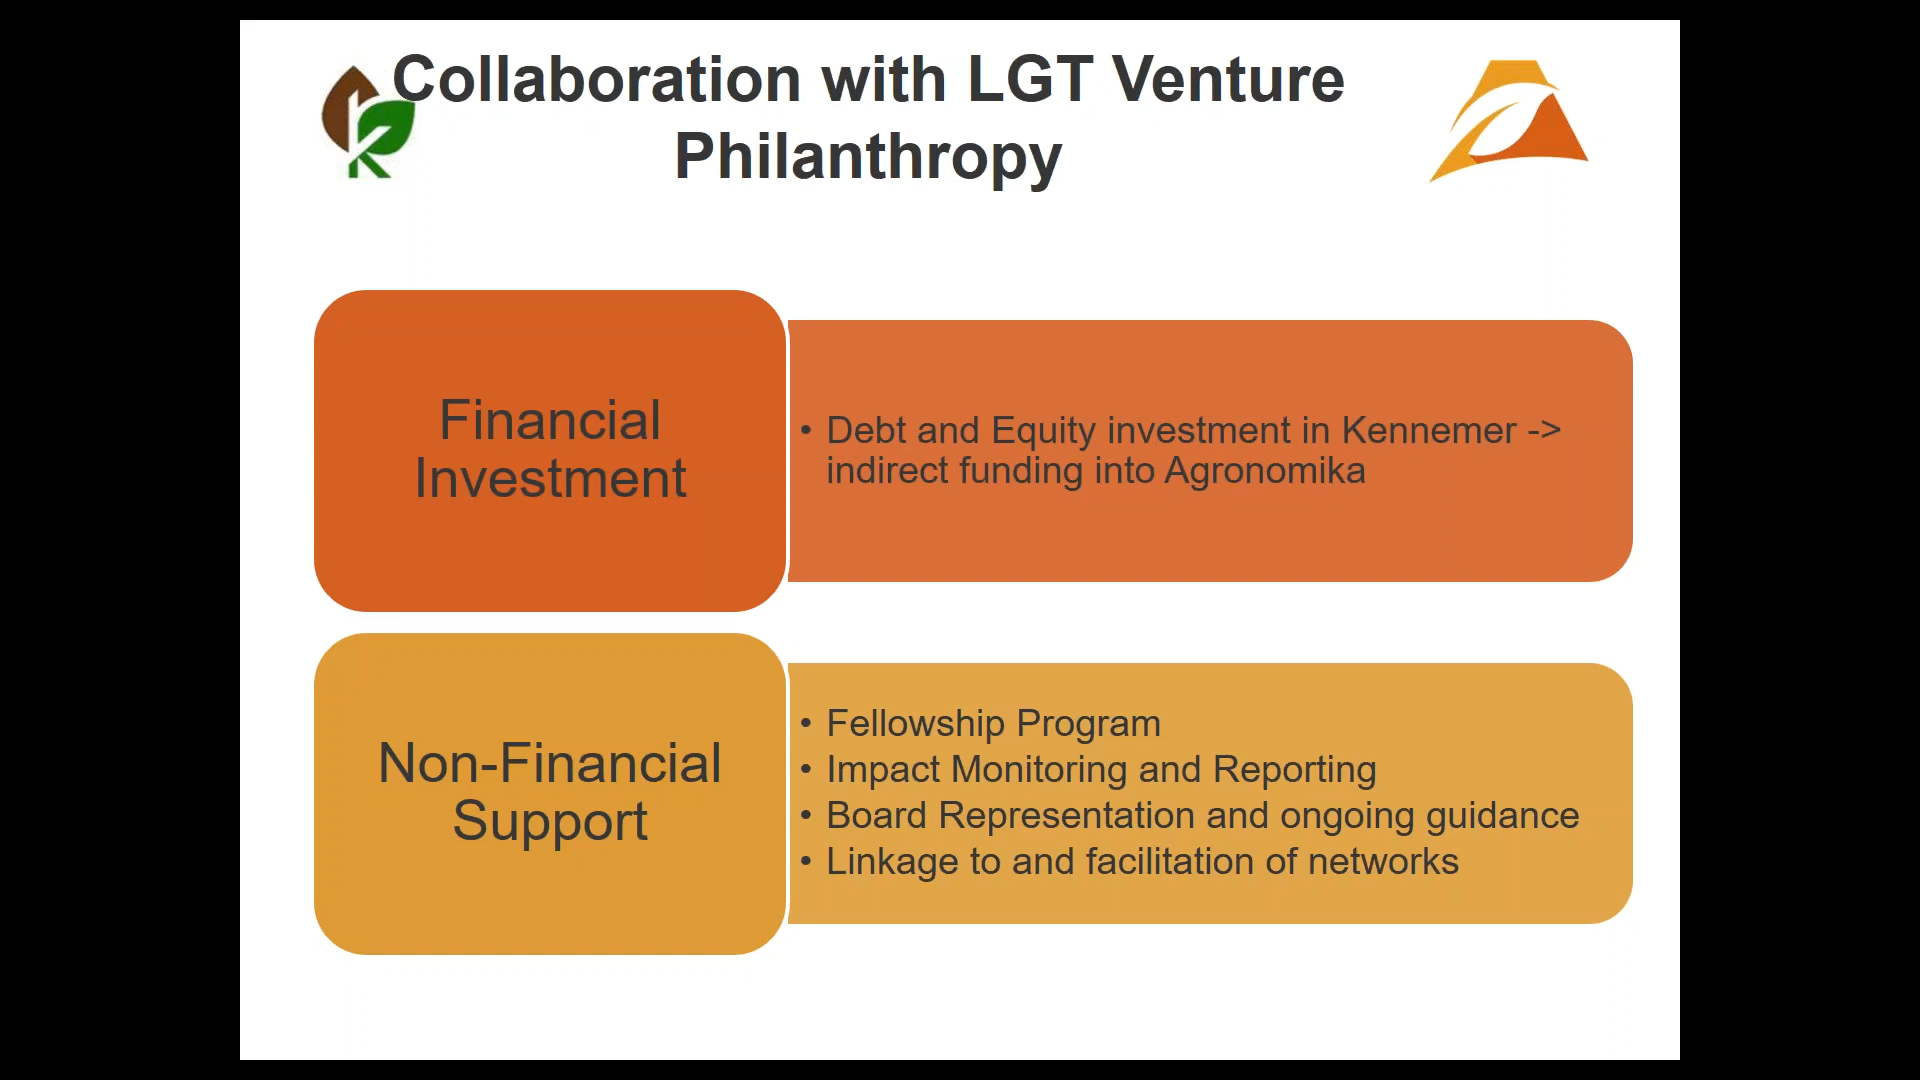 Collaboration with LGT Venture
Philanthropy
Financial
Investment
• Debt and Equity investment in Kennemer ->
indirect funding into Agronomika
Non-Financial
Support
• Fellowship Program
• Impact Monitoring and Reporting
• Board Representation and ongoing guidance
• Linkage to and facilitation of networks